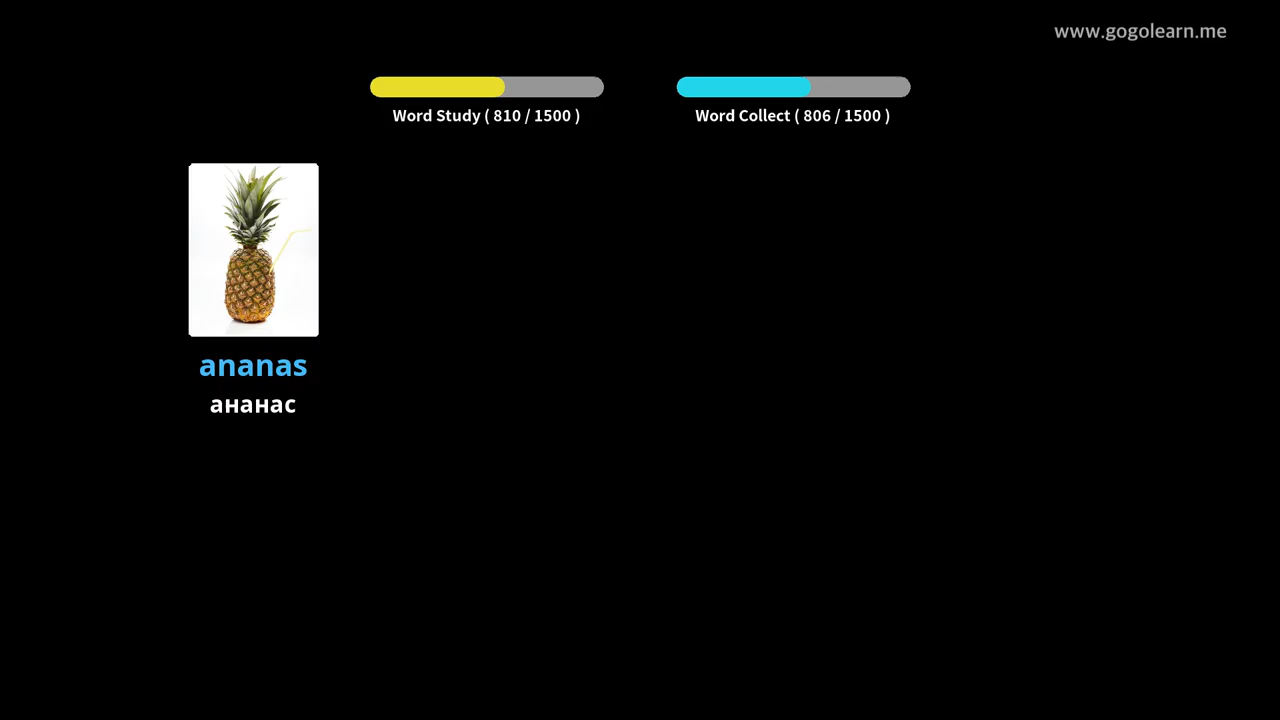 www.gogolearn.me
Word Study ( 810 / 1500 )
Word Collect ( 806 / 1500 )
ananas
ананас